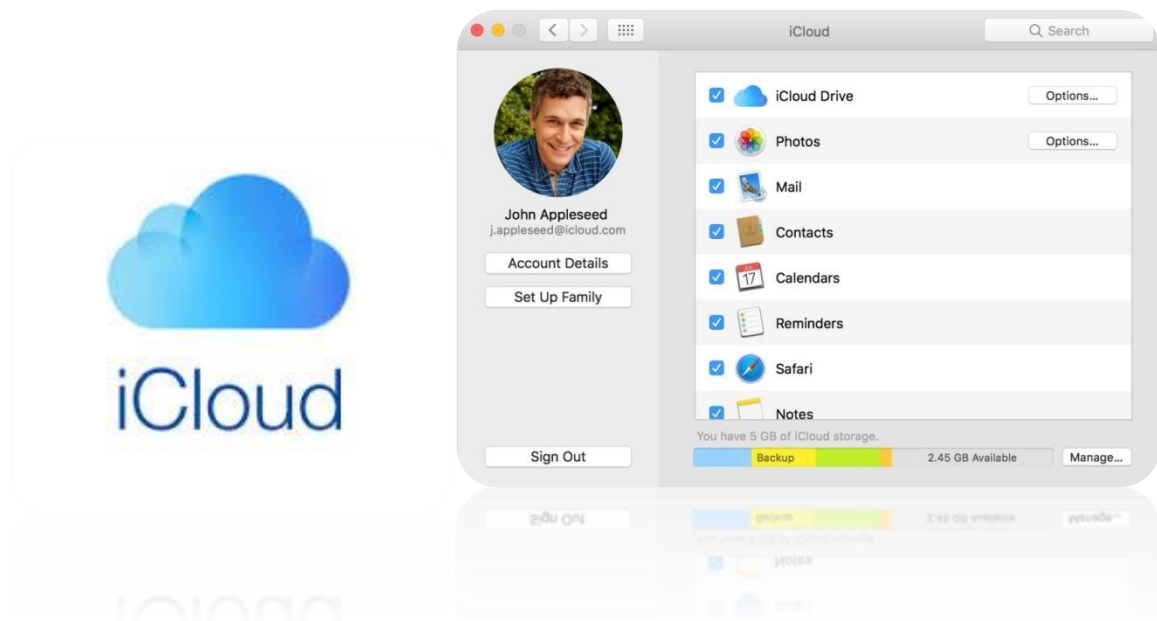 iCloud
iCloud
Search
John Appleseed
j.appleseed@icloud.com
Account Details
Set Up Family
Sign Out
iCloud Drive
Options...
Photos
Options...
Mail
Contacts
17
Calendars
Reminders
Safari
Notes
You have 5 GB of iCloud storage.
Backup
2.45 GB Available
Manage...